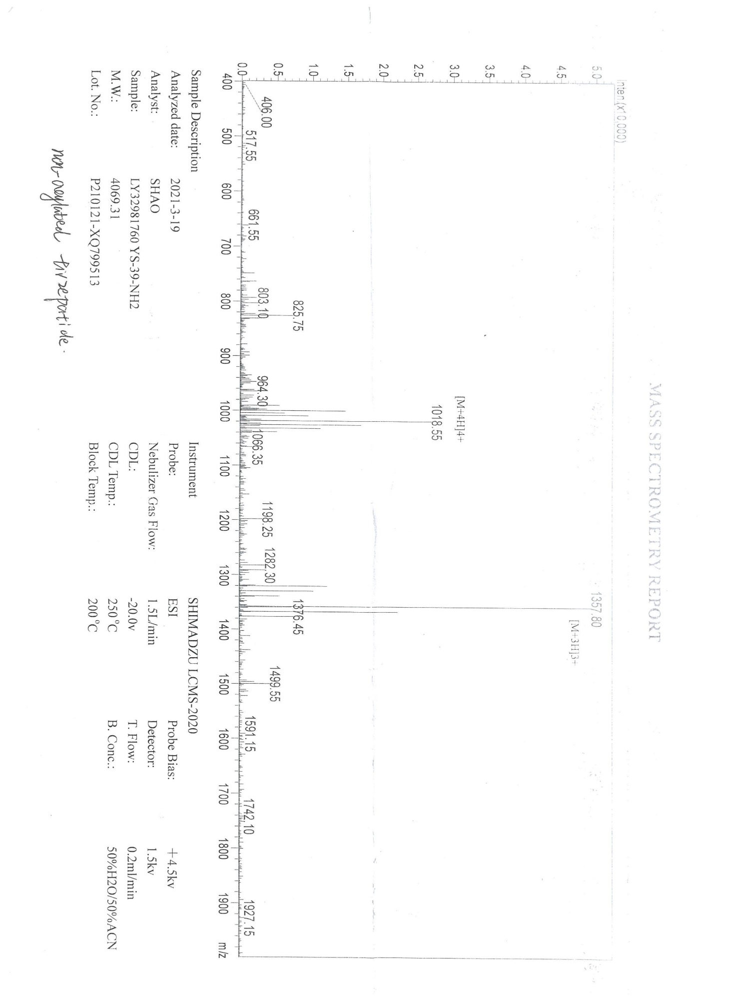 MASS SPECTROMETRY REPORT
Inten.(x10,000)
5.0
4.5
4.0
3.5
3.0
2.5
2.0
1.5
1.0
0.5
0.0
1357.80
[M+3H]3+
[M+4H]4+
1018.55
825.75
803.10
406.00
517.55
661.55
964.30
1066.35
1198.25
1282.30
1376.45
1499.55
1591.15
1742.10
1927.15
400 500 600 700 800 900 1000 1100 1200 1300 1400 1500 1600 1700 1800 1900 m/z
Sample Description Instrument SHIMADZU LCMS-2020
Analyzed date: 2021-3-19 Probe: ESI Probe Bias: +4.5kv
Analyst: SHAO Nebulizer Gas Flow: 1.5L/min Detector: 1.5kv
Sample: LY32981760 YS-39-NH2 CDL: -20.0v T. Flow: 0.2ml/min
M.W.: 4069.31 CDL Temp.: 250°C B. Conc.: 50%H2O/50%ACN
Lot. No.: P210121-XQ799513 Block Temp.: 200°C
non-acylated tirzepatide.